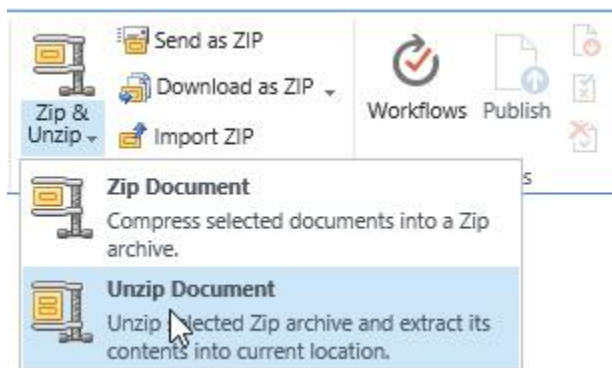 Send as ZIP
Download as ZIP
Import ZIP
Zip &
Unzip
Workflows
Publish
s
Zip Document
Compress selected documents into a Zip
archive.
Unzip Document
Unzip selected Zip archive and extract its
contents into current location.